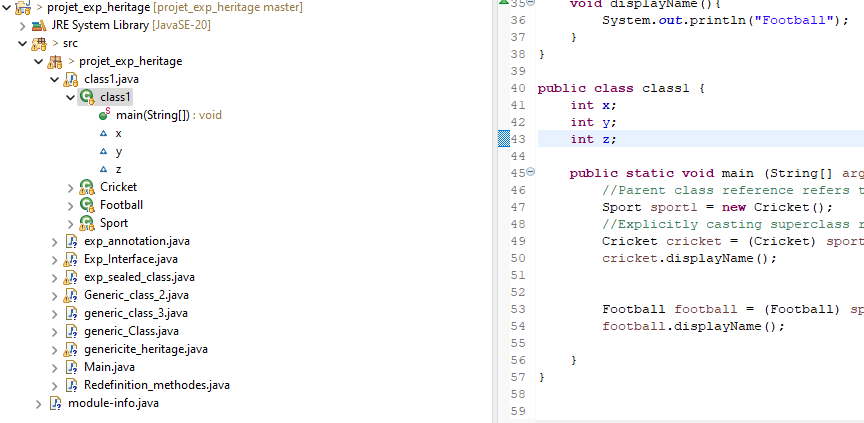 > projet_exp_heritage [projet_exp_heritage master]
JRE System Library [JavaSE-20]
> src
> projet_exp_heritage
class1.java
class1
main(String[]) : void
x
y
z
Cricket
Football
Sport
exp_annotation.java
Exp_Interface.java
exp_sealed_class.java
Generic_class_2.java
generic_class_3.java
generic_Class.java
genericite_heritage.java
Main.java
Redefinition_methodes.java
module-info.java
35 void displayName(){
36 System.out.println("Football");
37 }
38 }
39
40 public class class1 {
41 int x;
42 int y;
43 int z;
44
45 public static void main (String[] arg
46 //Parent class reference refers t
47 Sport sport1 = new Cricket();
48 //Explicitly casting superclass r
49 Cricket cricket = (Cricket) sport
50 cricket.displayName();
51
52
53 Football football = (Football) sp
54 football.displayName();
55
56 }
57 }
58
59